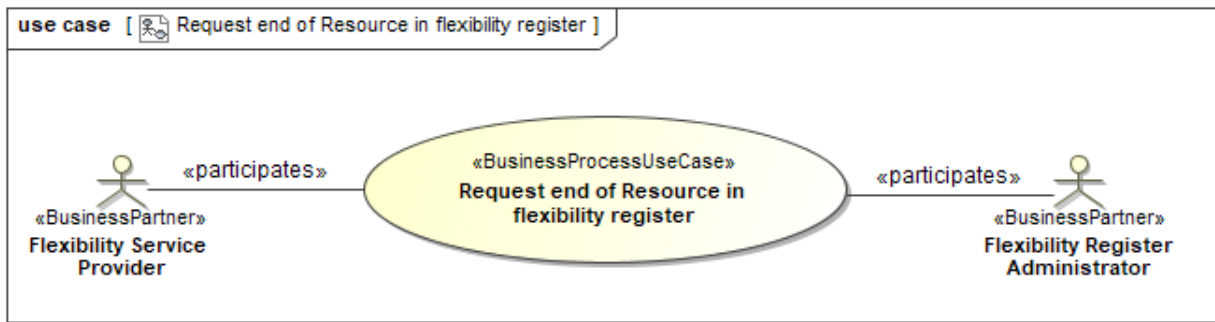 use case [ Request end of Resource in flexibility register ]
«participates»
«BusinessPartner»
Flexibility Service
Provider
«BusinessProcessUseCase»
Request end of Resource in
flexibility register
«participates»
«BusinessPartner»
Flexibility Register
Administrator